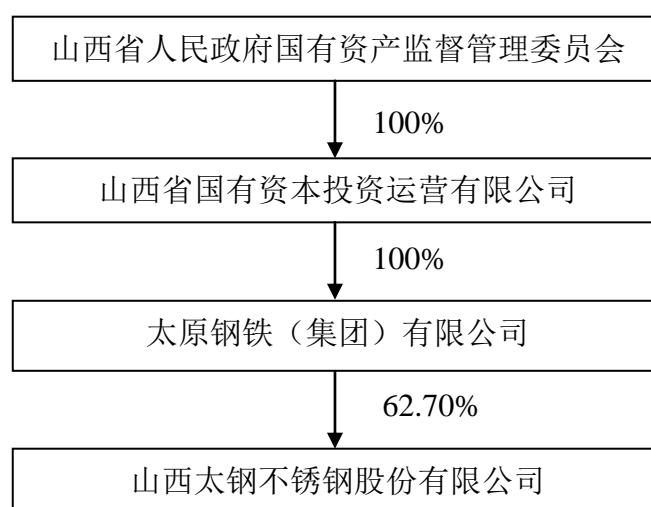 山西省人民政府国有资产监督管理委员会
100%
山西省国有资本投资运营有限公司
100%
太原钢铁（集团）有限公司
62.70%
山西太钢不锈钢股份有限公司